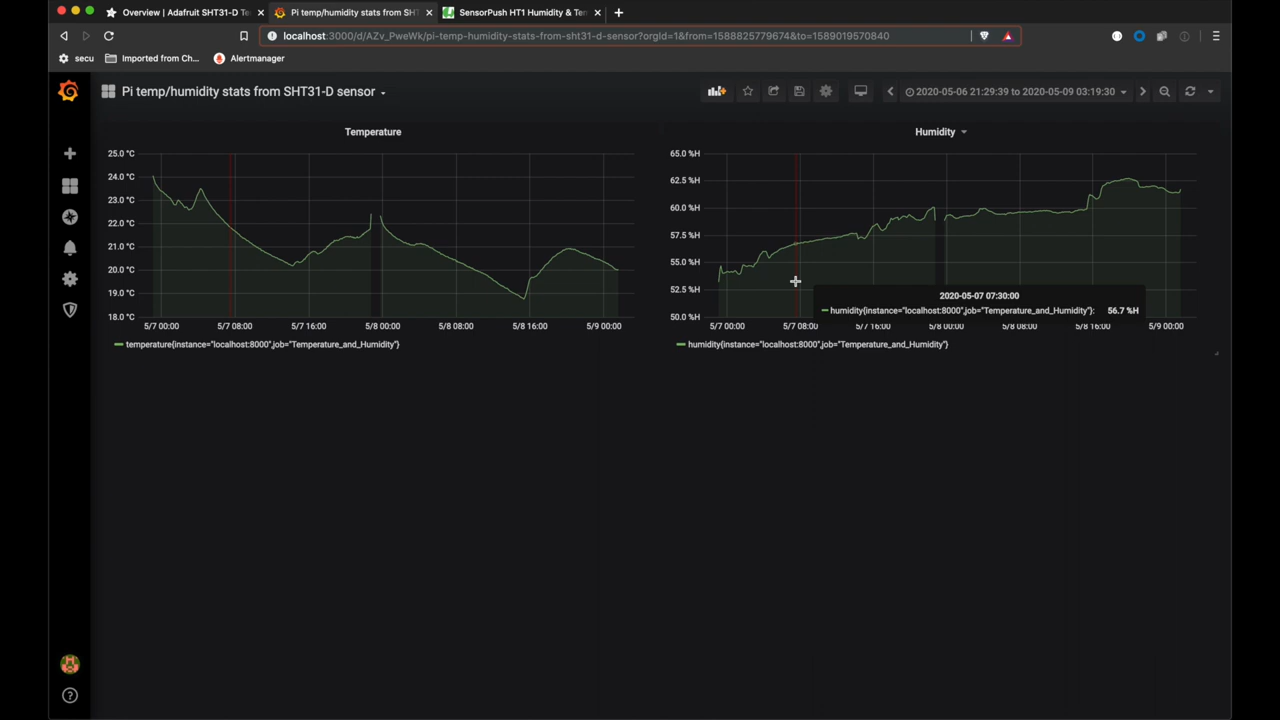 Overview | Adafruit SHT31-D Te
Pi temp/humidity stats from SHT
SensorPush HT1 Humidity & Ten
localhost:3000/d/AZv_PweWk/pi-temp-humidity-stats-from-sht31-d-sensor?orgId=1&from=1588825779674&to=1589019570840
secu
Imported from Ch...
Alertmanager
Pi temp/humidity stats from SHT31-D sensor
2020-05-06 21:29:39 to 2020-05-09 03:19:30
Temperature
25.0 °C
24.0 °C
23.0 °C
22.0 °C
21.0 °C
20.0 °C
19.0 °C
18.0 °C
5/7 00:00
5/7 08:00
5/7 16:00
5/8 00:00
5/8 08:00
5/8 16:00
5/9 00:00
temperature{instance="localhost:8000",job="Temperature_and_Humidity"}
Humidity
65.0 %H
62.5 %H
60.0 %H
57.5 %H
55.0 %H
52.5 %H
50.0 %H
2020-05-07 07:30:00
humidity{instance="localhost:8000",job="Temperature_and_Humidity"}: 56.7 %H
5/7 00:00
5/7 08:00
5/7 16:00
5/8 00:00
5/8 08:00
5/8 16:00
5/9 00:00
humidity{instance="localhost:8000",job="Temperature_and_Humidity"}